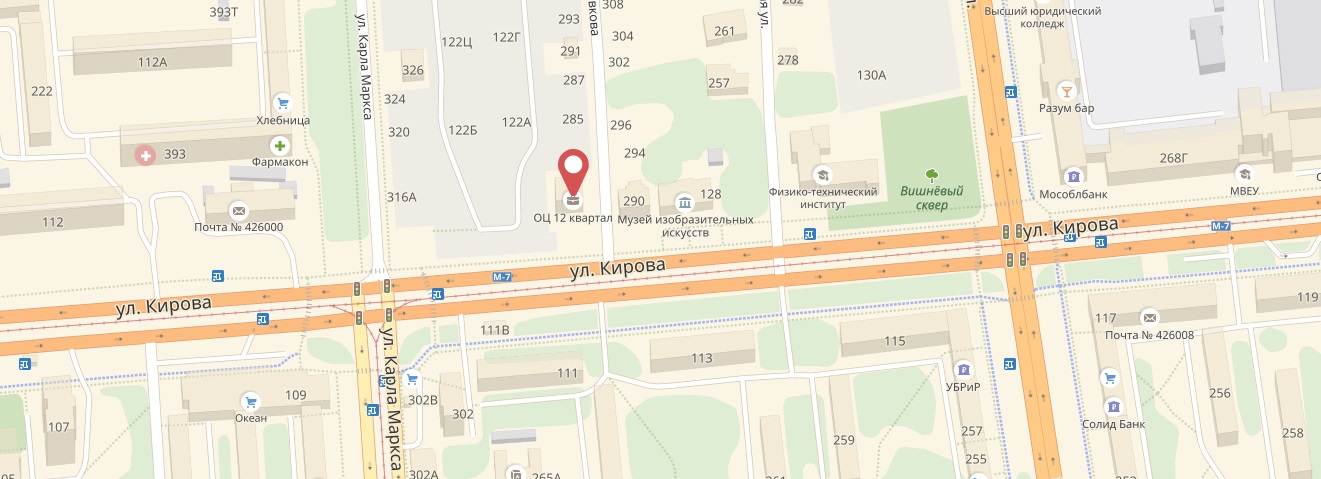 393Т
112А
222
Хлебница
393
Фармакон
112
Почта № 426000
ул. Карла Маркса
326
324
320
316А
122Ц
122Г
122Б
122А
293
291
287
285
308
304
302
296
294
290
ОЦ 12 квартал
Музей изобразительных
искусств
128
261
257
278
130А
Физико-технический
институт
Вишнёвый
сквер
Высший юридический
колледж
Разум бар
Мособлбанк
268Г
МВЕУ
ул. Кирова
М-7
ул. Кирова
М-7
ул. Кирова
111В
111
113
115
117
119
Почта № 426008
109
Океан
107
302В
302
302А
265А
ул. Карла Маркса
259
УБРиР
257
255
Солид Банк
256
258